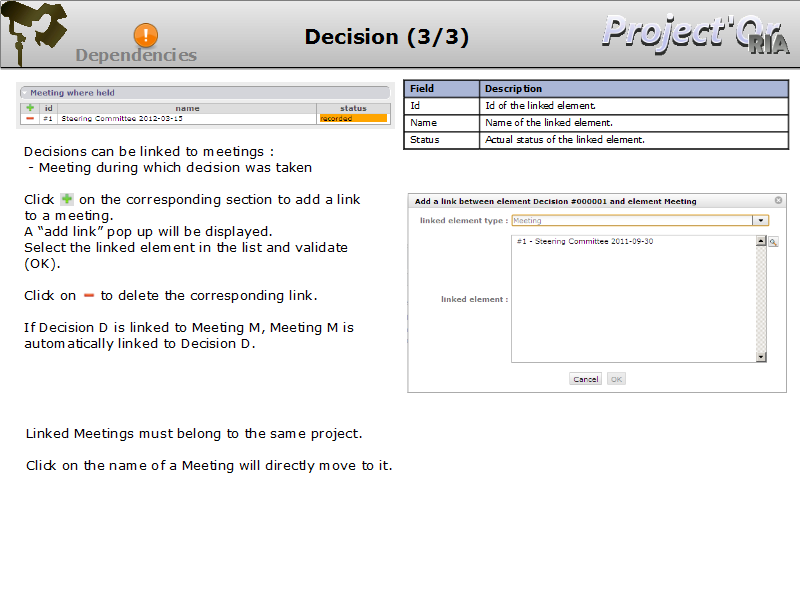 Decision (3/3)
Project'Or
RIA
Dependencies
Meeting where held
id name status
#1 Steering Committee 2012-03-15 recorded
Decisions can be linked to meetings :
- Meeting during which decision was taken
Click on the corresponding section to add a link
to a meeting.
A “add link” pop up will be displayed.
Select the linked element in the list and validate
(OK).
Click on to delete the corresponding link.
If Decision D is linked to Meeting M, Meeting M is
automatically linked to Decision D.
Linked Meetings must belong to the same project.
Click on the name of a Meeting will directly move to it.
Field Description
Id Id of the linked element.
Name Name of the linked element.
Status Actual status of the linked element.
Add a link between element Decision #000001 and element Meeting
linked element type : Meeting
#1 - Steering Committee 2011-09-30
linked element :
Cancel OK